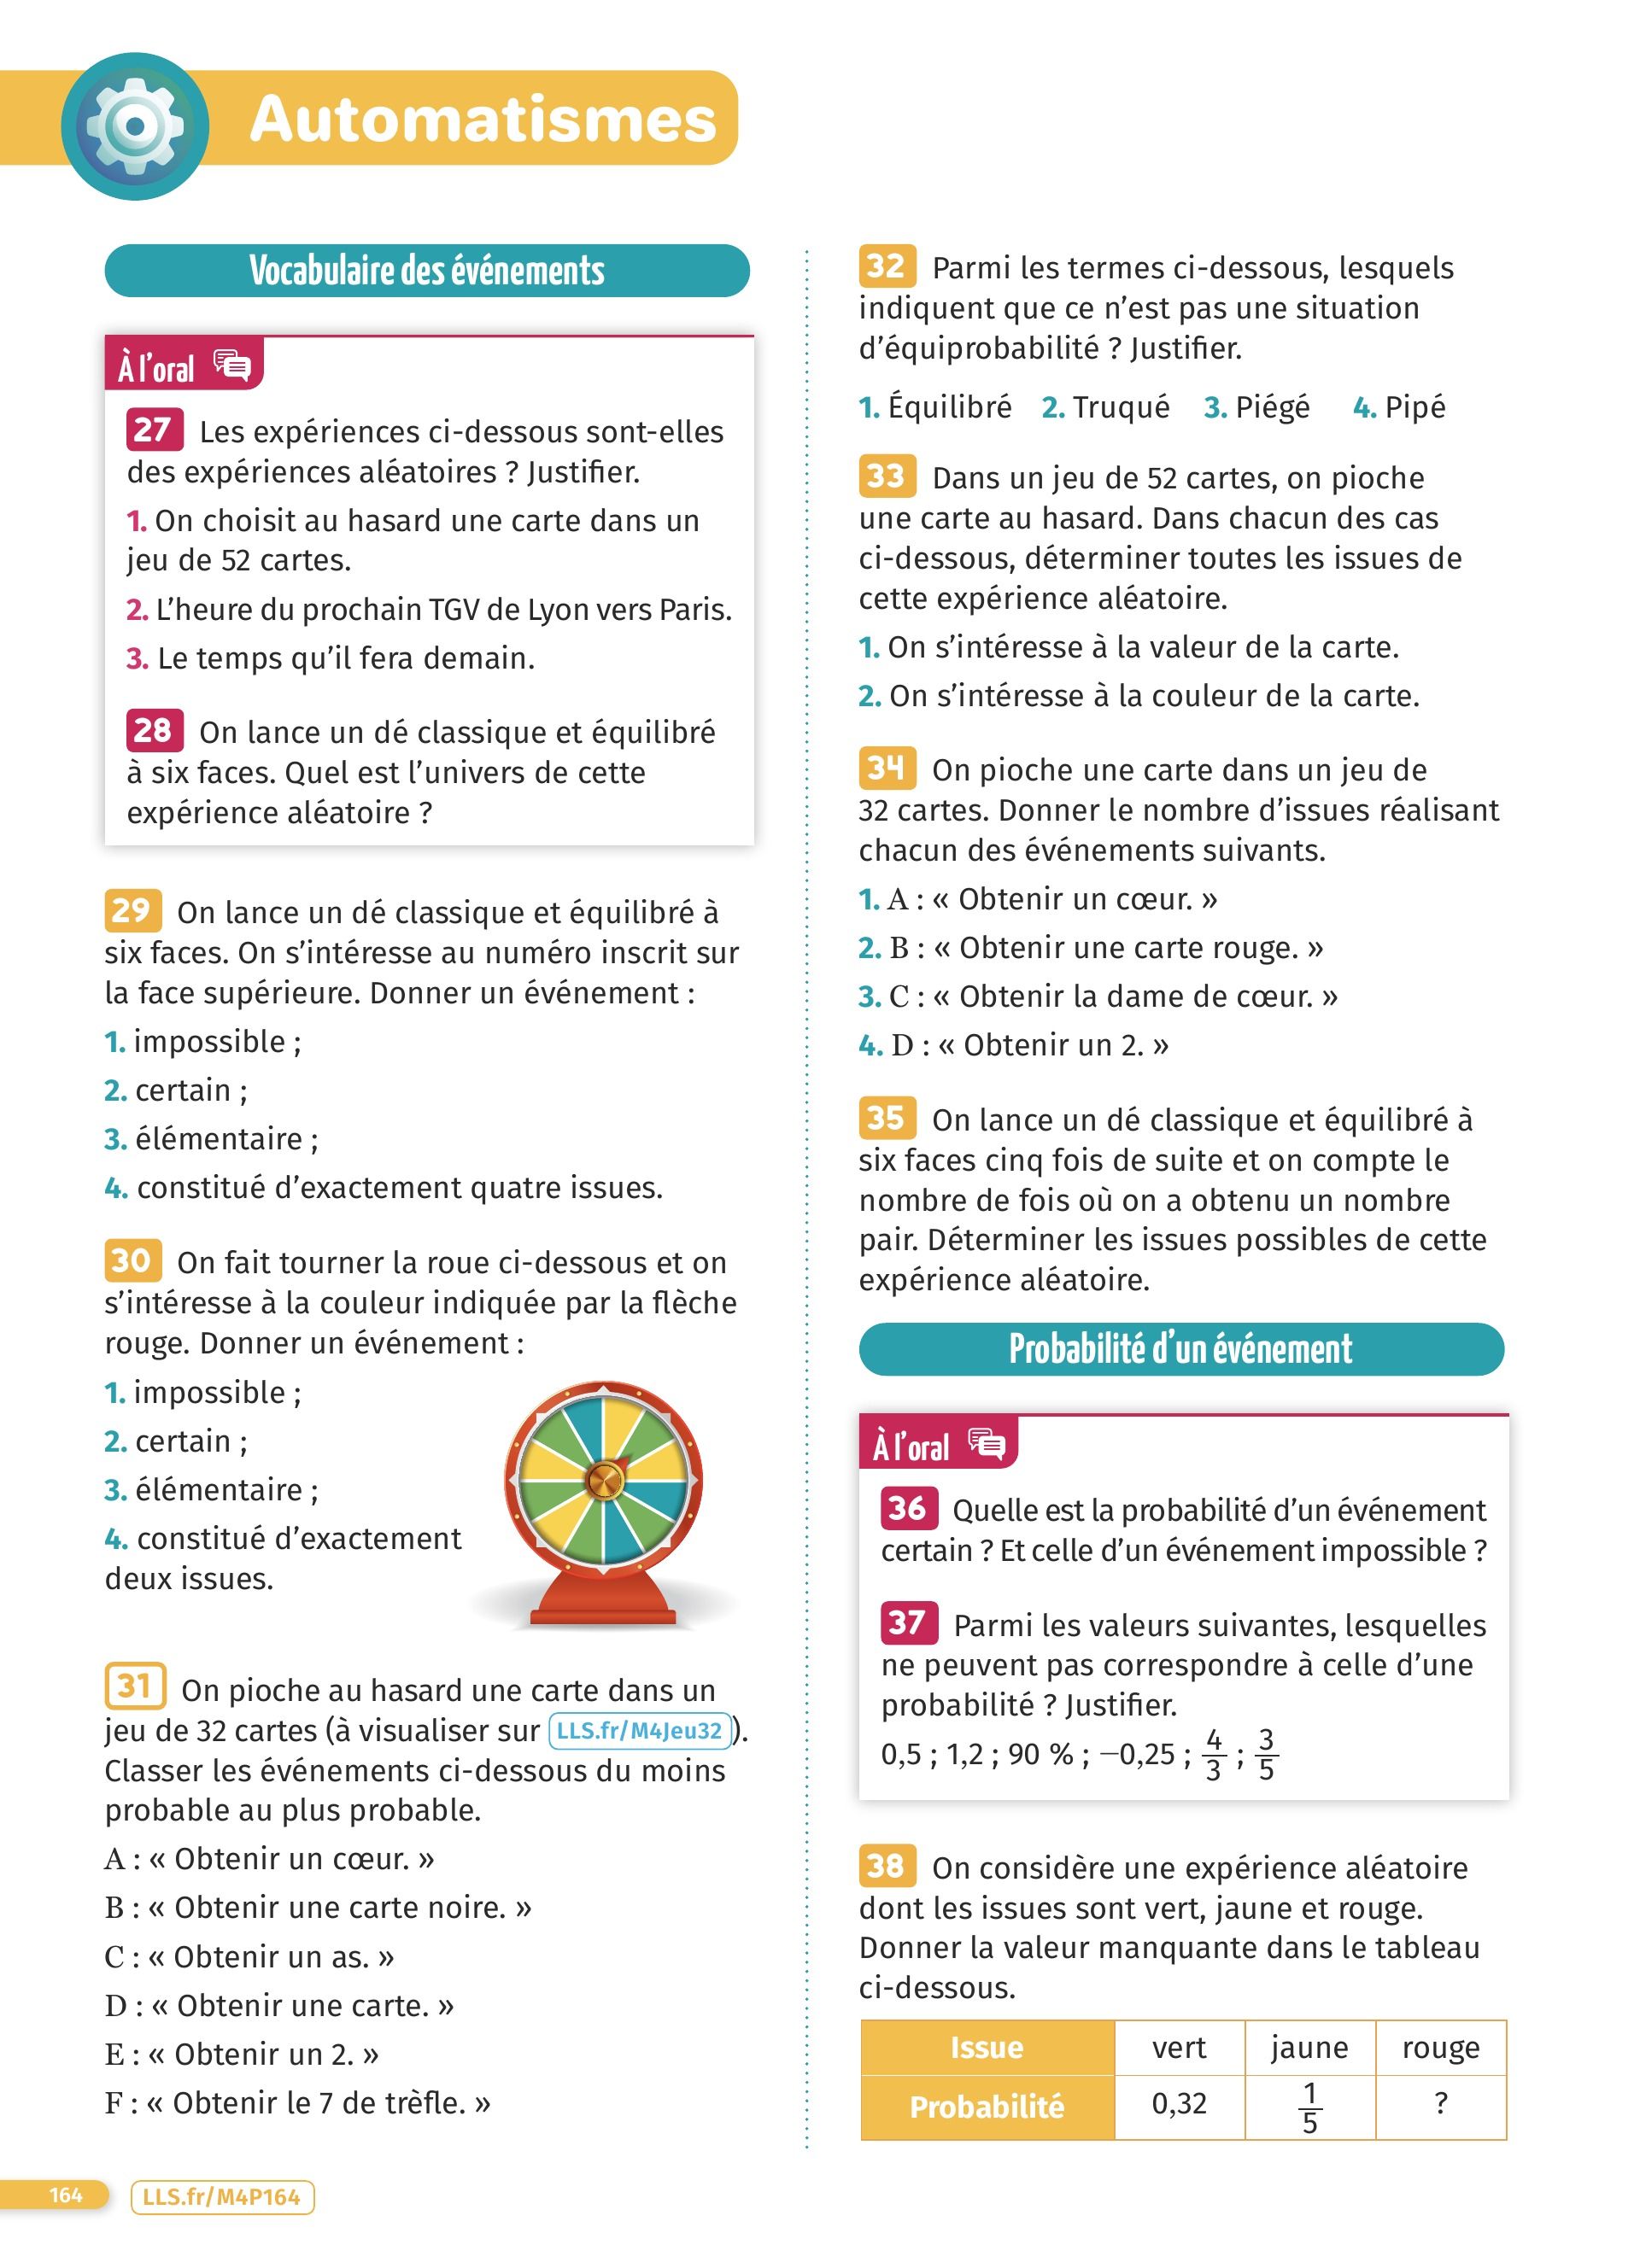 Automatismes
Vocabulaire des événements
À l’oral
27 Les expériences ci-dessous sont-elles
des expériences aléatoires ? Justifier.
1. On choisit au hasard une carte dans un
jeu de 52 cartes.
2. L’heure du prochain TGV de Lyon vers Paris.
3. Le temps qu’il fera demain.
28 On lance un dé classique et équilibré
à six faces. Quel est l’univers de cette
expérience aléatoire ?
29 On lance un dé classique et équilibré à
six faces. On s’intéresse au numéro inscrit sur
la face supérieure. Donner un événement :
1. impossible ;
2. certain ;
3. élémentaire ;
4. constitué d’exactement quatre issues.
30 On fait tourner la roue ci-dessous et on
s’intéresse à la couleur indiquée par la flèche
rouge. Donner un événement :
1. impossible ;
2. certain ;
3. élémentaire ;
4. constitué d’exactement
deux issues.
31 On pioche au hasard une carte dans un
jeu de 32 cartes (à visualiser sur LLS.fr/M4Jeu32).
Classer les événements ci-dessous du moins
probable au plus probable.
A : « Obtenir un cœur. »
B : « Obtenir une carte noire. »
C : « Obtenir un as. »
D : « Obtenir une carte. »
E : « Obtenir un 2. »
F : « Obtenir le 7 de trèfle. »
32 Parmi les termes ci-dessous, lesquels
indiquent que ce n’est pas une situation
d’équiprobabilité ? Justifier.
1. Équilibré 2. Truqué 3. Piégé 4. Pipé
33 Dans un jeu de 52 cartes, on pioche
une carte au hasard. Dans chacun des cas
ci-dessous, déterminer toutes les issues de
cette expérience aléatoire.
1. On s’intéresse à la valeur de la carte.
2. On s’intéresse à la couleur de la carte.
34 On pioche une carte dans un jeu de
32 cartes. Donner le nombre d’issues réalisant
chacun des événements suivants.
1. A : « Obtenir un cœur. »
2. B : « Obtenir une carte rouge. »
3. C : « Obtenir la dame de cœur. »
4. D : « Obtenir un 2. »
35 On lance un dé classique et équilibré à
six faces cinq fois de suite et on compte le
nombre de fois où on a obtenu un nombre
pair. Déterminer les issues possibles de cette
expérience aléatoire.
Probabilité d’un événement
À l’oral
36 Quelle est la probabilité d’un événement
certain ? Et celle d’un événement impossible ?
37 Parmi les valeurs suivantes, lesquelles
ne peuvent pas correspondre à celle d’une
probabilité ? Justifier.
0,5 ; 1,2 ; 90 % ; −0,25 ; 4/3 ; 3/5
38 On considère une expérience aléatoire
dont les issues sont vert, jaune et rouge.
Donner la valeur manquante dans le tableau
ci-dessous.
Issue vert jaune rouge
Probabilité 0,32 1/5 ?
164 LLS.fr/M4P164